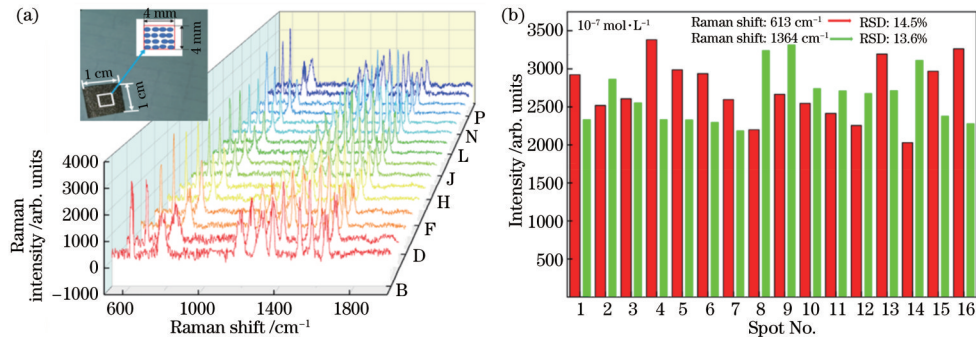 (a)
4 mm
4 mm
1 cm
1 cm
4000
3000
2000
1000
0
−1000
Raman
intensity /arb. units
600
1000
1400
1800
Raman shift /cm⁻¹
B
D
F
H
J
L
N
P
(b)
10⁻⁷ mol·L⁻¹
Raman shift: 613 cm⁻¹ RSD: 14.5%
Raman shift: 1364 cm⁻¹ RSD: 13.6%
3500
3000
2500
2000
1500
1000
500
Intensity /arb. units
1 2 3 4 5 6 7 8 9 10 11 12 13 14 15 16
Spot No.